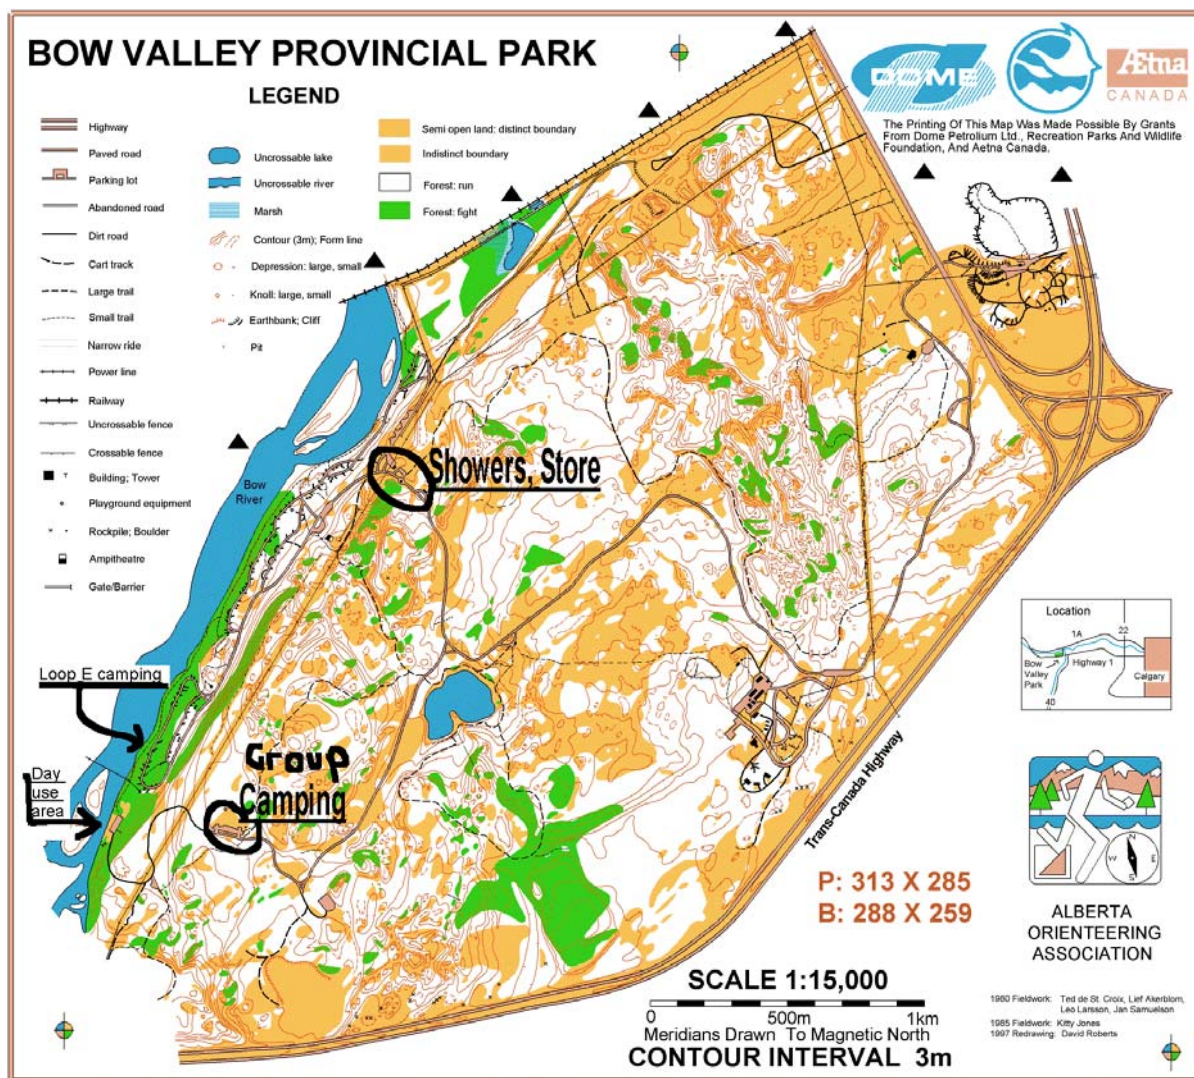 BOW VALLEY PROVINCIAL PARK
LEGEND
Highway
Paved road
Parking lot
Abandoned road
Dirt road
Cart track
Large trail
Small trail
Narrow ride
Power line
Railway
Uncrossable fence
Crossable fence
Building; Tower
Playground equipment
Rockpile; Boulder
Ampitheatre
Gate/Barrier
Uncrossable lake
Uncrossable river
Marsh
Contour (3m); Form line
Depression: large, small
Knoll: large, small
Earthbank; Cliff
Pit
Semi open land: distinct boundary
Indistinct boundary
Forest: run
Forest: fight
DOME
Ætna
CANADA
The Printing Of This Map Was Made Possible By Grants
From Dome Petrolium Ltd., Recreation Parks And Wildlife
Foundation, And Aetna Canada.
Bow
River
Showers, Store
Loop E camping
Day
use
area
Group
Camping
Trans-Canada Highway
Location
1A
22
Bow
Valley
Park
Highway 1
Calgary
40
N
W
E
S
ALBERTA
ORIENTEERING
ASSOCIATION
P: 313 X 285
B: 288 X 259
SCALE 1:15,000
0
500m
1km
Meridians Drawn To Magnetic North
CONTOUR INTERVAL 3m
1980 Fieldwork: Ted de St. Croix, Lief Akerblom,
Leo Larsson, Jan Samuelson
1985 Fieldwork: Kitty Jones
1997 Redrawing: David Roberts